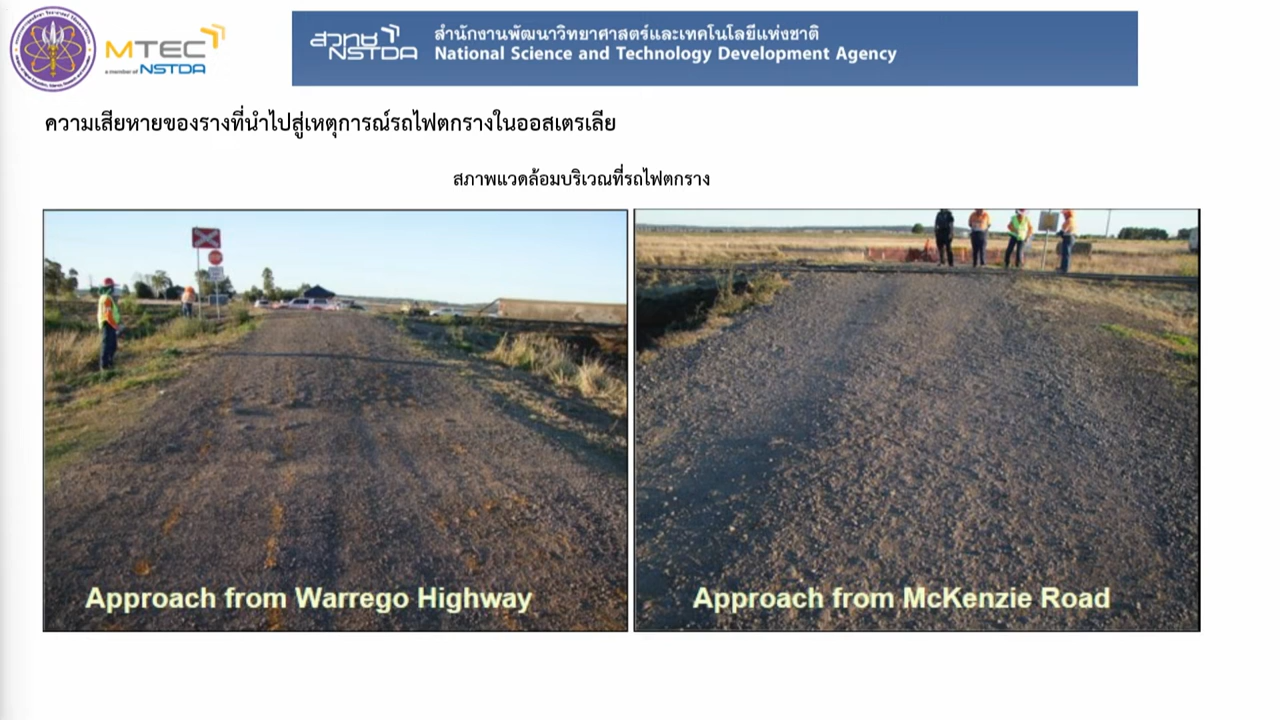 MTEC
a member of NSTDA
สวทช
NSTDA
สำนักงานพัฒนาวิทยาศาสตร์และเทคโนโลยีแห่งชาติ
National Science and Technology Development Agency
ความเสียหายของรางที่นำไปสู่เหตุการณ์รถไฟตกรางในออสเตรเลีย
สภาพแวดล้อมบริเวณที่รถไฟตกราง
Approach from Warrego Highway
Approach from McKenzie Road